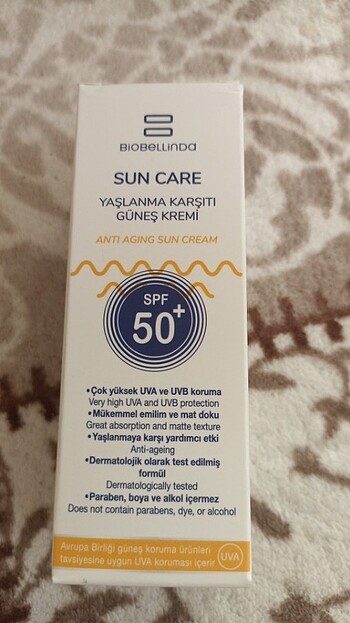 BIOBELLINDA
SUN CARE
YAŞLANMA KARŞITI
GÜNEŞ KREMİ
ANTI AGING SUN CREAM
SPF
50+
•Çok yüksek UVA ve UVB koruma
Very high UVA and UVB protection
•Mükemmel emilim ve mat doku
Great absorption and matte texture
•Yaşlanmaya karşı yardımcı etki
Anti-ageing
•Dermatolojik olarak test edilmiş
formül
Dermatologically tested
•Paraben, boya ve alkol içermez
Does not contain parabens, dye, or alcohol
Avrupa Birliği güneş koruma ürünleri
tavsiyesine uygun UVA koruması içerir
UVA